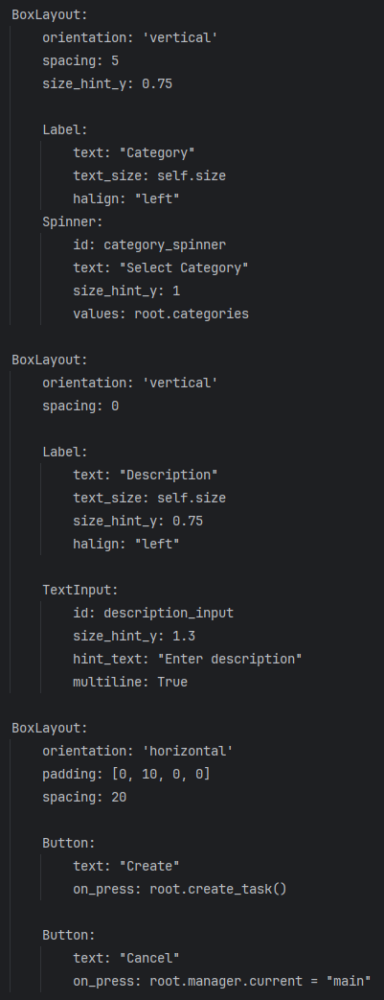 BoxLayout:
    orientation: 'vertical'
    spacing: 5
    size_hint_y: 0.75

    Label:
        text: "Category"
        text_size: self.size
        halign: "left"
    Spinner:
        id: category_spinner
        text: "Select Category"
        size_hint_y: 1
        values: root.categories

BoxLayout:
    orientation: 'vertical'
    spacing: 0

    Label:
        text: "Description"
        text_size: self.size
        size_hint_y: 0.75
        halign: "left"

    TextInput:
        id: description_input
        size_hint_y: 1.3
        hint_text: "Enter description"
        multiline: True

BoxLayout:
    orientation: 'horizontal'
    padding: [0, 10, 0, 0]
    spacing: 20

    Button:
        text: "Create"
        on_press: root.create_task()

    Button:
        text: "Cancel"
        on_press: root.manager.current = "main"